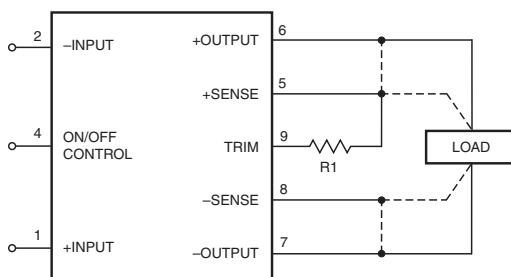 2 –INPUT
4 ON/OFF
CONTROL
1 +INPUT
+OUTPUT 6
+SENSE 5
TRIM 9
R1
–SENSE 8
–OUTPUT 7
LOAD